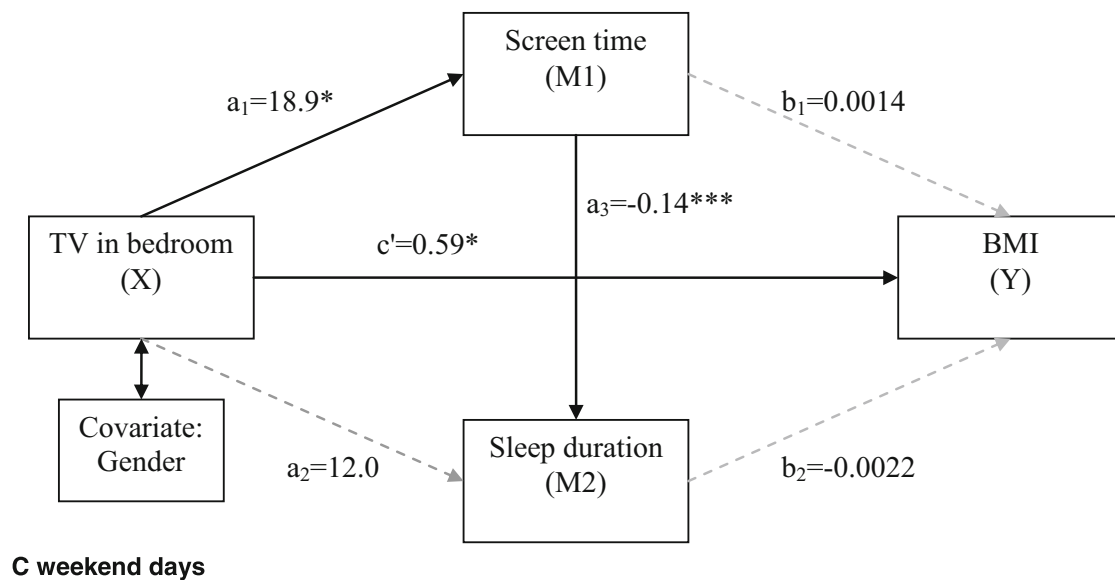 Screen time
(M1)
a₁=18.9*
b₁=0.0014
a₃=-0.14***
TV in bedroom
(X)
c'=0.59*
BMI
(Y)
Covariate:
Gender
a₂=12.0
Sleep duration
(M2)
b₂=-0.0022
C weekend days